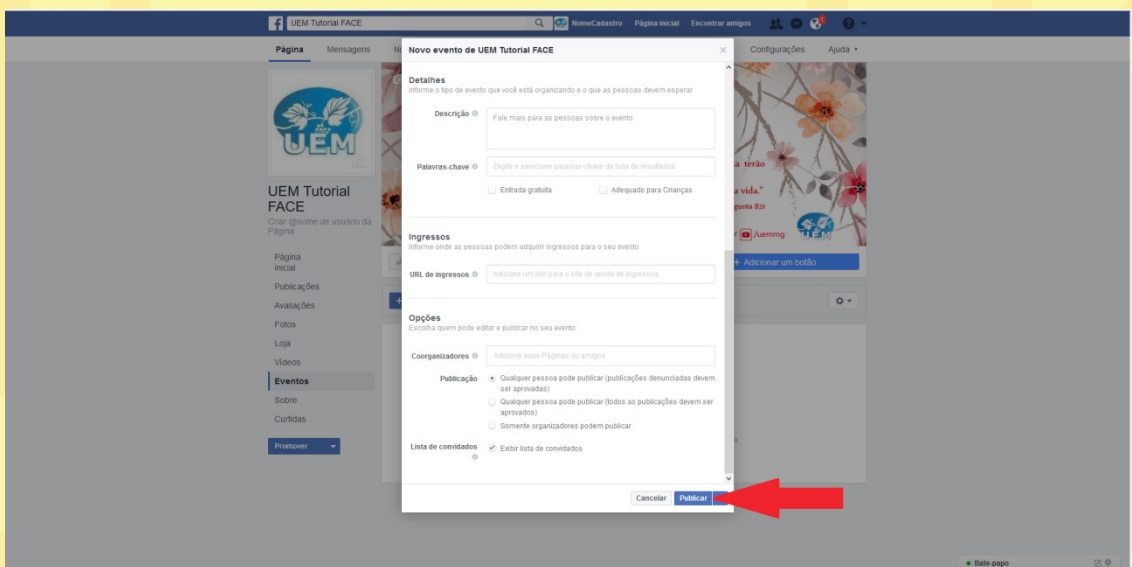 UEM Tutorial FACE
NomeCadastro Página inicial Encontrar amigos
Página Mensagens Configurações Ajuda
Novo evento de UEM Tutorial FACE
Detalhes
Informe o tipo de evento que você está organizando e o que as pessoas devem esperar
Descrição
Fale mais para as pessoas sobre o evento
Palavras-chave
Digite e selecione palavras-chave da lista de resultados
Entrada gratuita Adequado para Crianças
Ingressos
Informe onde as pessoas podem adquirir ingressos para o seu evento
URL de ingressos
Adicione um link para o site de venda de ingressos
Opções
Escolha quem pode editar e publicar no seu evento
Coorganizadores
Adicione suas Páginas ou amigos
Publicação
Qualquer pessoa pode publicar (publicações denunciadas devem
ser aprovadas)
Qualquer pessoa pode publicar (todos as publicações devem ser
aprovados)
Somente organizadores podem publicar
Lista de convidados
Exibir lista de convidados
Cancelar Publicar
UEM
UEM Tutorial
FACE
Criar @nome de usuário da
Página
Página
inicial
Publicações
Avaliações
Fotos
Loja
Vídeos
Eventos
Sobre
Curtidas
Promover
terão
a vida."
/uemmg
UEM
+ Adicionar um botão
Bate-papo